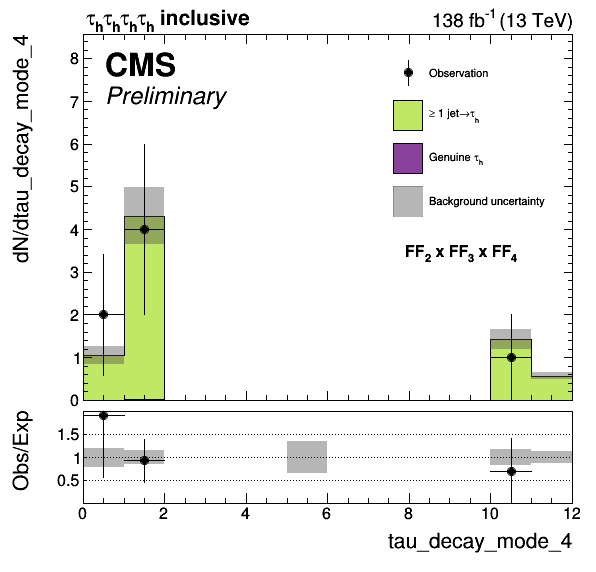 τhτhτhτh inclusive
138 fb-1 (13 TeV)
CMS
Preliminary
Observation
≥ 1 jet→τh
Genuine τh
Background uncertainty
FF2 x FF3 x FF4
dN/dtau_decay_mode_4
8
7
6
5
4
3
2
1
0
Obs/Exp
1.5
1
0.5
0 2 4 6 8 10 12
tau_decay_mode_4